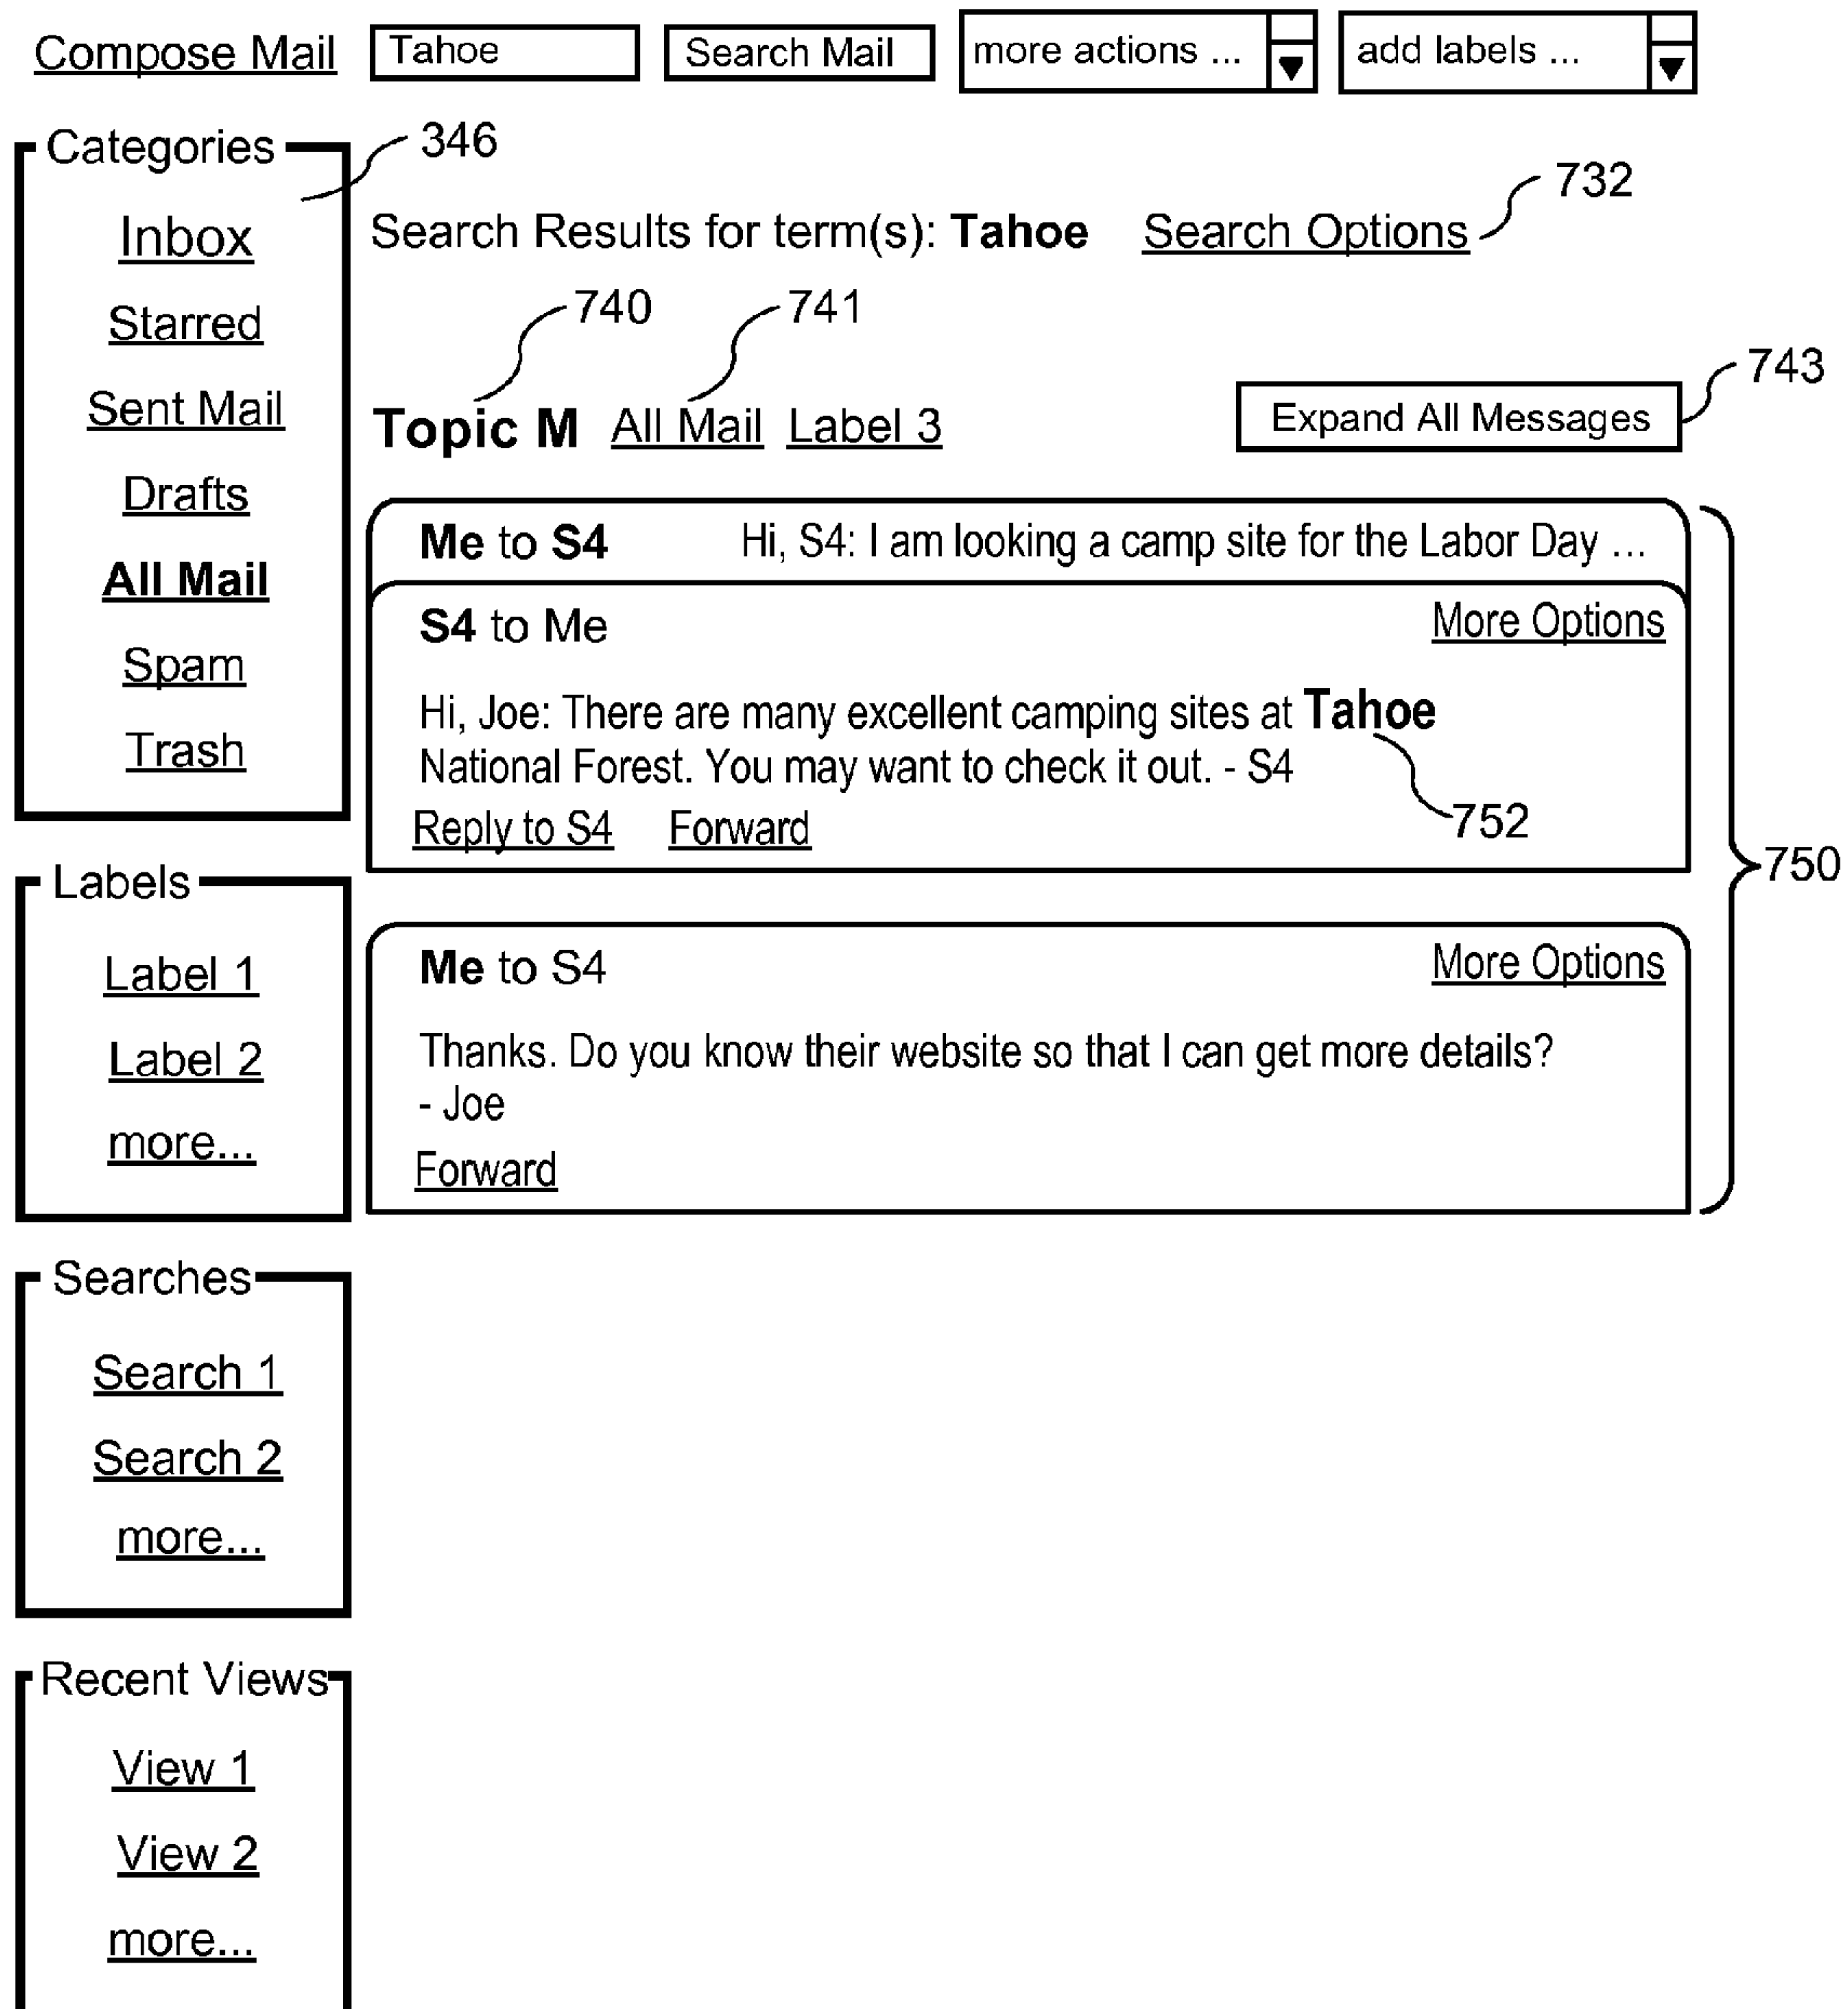 Compose Mail Tahoe Search Mail more actions ... add labels ...
Categories 346
Inbox
Starred
Sent Mail
Drafts
All Mail
Spam
Trash
Labels
Label 1
Label 2
more...
Searches
Search 1
Search 2
more...
Recent Views
View 1
View 2
more...
732
Search Results for term(s): Tahoe Search Options
740 741
743
Topic M All Mail Label 3 Expand All Messages
Me to S4 Hi, S4: I am looking a camp site for the Labor Day ...
S4 to Me More Options
Hi, Joe: There are many excellent camping sites at Tahoe
National Forest. You may want to check it out. - S4
752
Reply to S4 Forward
750
Me to S4 More Options
Thanks. Do you know their website so that I can get more details?
- Joe
Forward